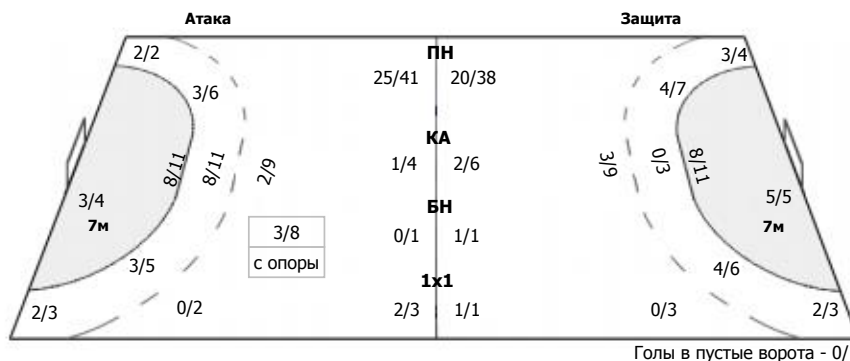 Атака Защита
2/2 ПН 3/4
3/6 25/41 20/38 4/7
КА
8/11 8/11 2/9 1/4 2/6 3/9 0/3 8/11
3/4 5/5
7м БН 7м
3/8 0/1 1/1
3/5 с опоры 4/6
1х1
2/3 0/2 2/3 1/1 0/3 2/3
Голы в пустые ворота - 0/